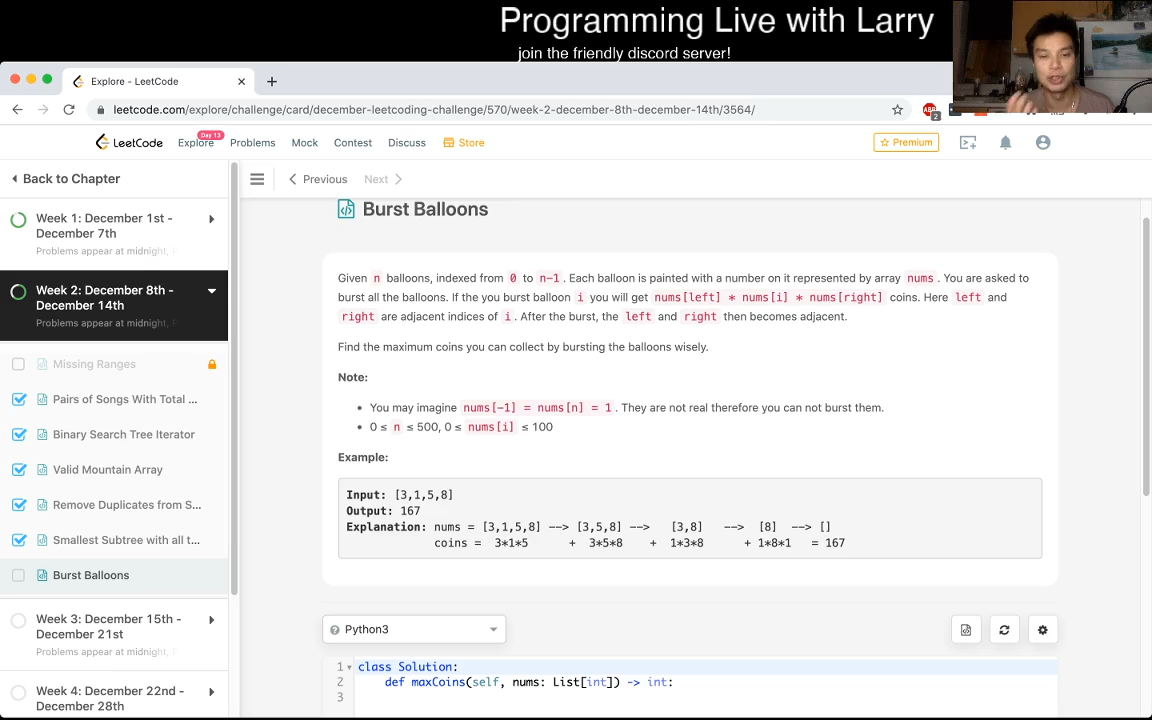 Programming Live with Larry
join the friendly discord server!
Explore - LeetCode
leetcode.com/explore/challenge/card/december-leetcoding-challenge/570/week-2-december-8th-december-14th/3564/
ABP
2
LeetCode
Explore
Day 13
Problems
Mock
Contest
Discuss
Store
Premium
Back to Chapter
Previous
Next
Week 1: December 1st -
December 7th
Problems appear at midnight,
Week 2: December 8th -
December 14th
Problems appear at midnight,
Missing Ranges
Pairs of Songs With Total ...
Binary Search Tree Iterator
Valid Mountain Array
Remove Duplicates from S...
Smallest Subtree with all t...
Burst Balloons
Week 3: December 15th -
December 21st
Problems appear at midnight,
Week 4: December 22nd -
December 28th
Burst Balloons
Given n balloons, indexed from 0 to n-1. Each balloon is painted with a number on it represented by array nums. You are asked to
burst all the balloons. If the you burst balloon i you will get nums[left] * nums[i] * nums[right] coins. Here left and
right are adjacent indices of i. After the burst, the left and right then becomes adjacent.
Find the maximum coins you can collect by bursting the balloons wisely.
Note:
• You may imagine nums[-1] = nums[n] = 1. They are not real therefore you can not burst them.
• 0 ≤ n ≤ 500, 0 ≤ nums[i] ≤ 100
Example:
Input: [3,1,5,8]
Output: 167
Explanation: nums = [3,1,5,8] --> [3,5,8] --> [3,8] --> [8] --> []
coins = 3*1*5 + 3*5*8 + 1*3*8 + 1*8*1 = 167
Python3
1 class Solution:
2 def maxCoins(self, nums: List[int]) -> int:
3